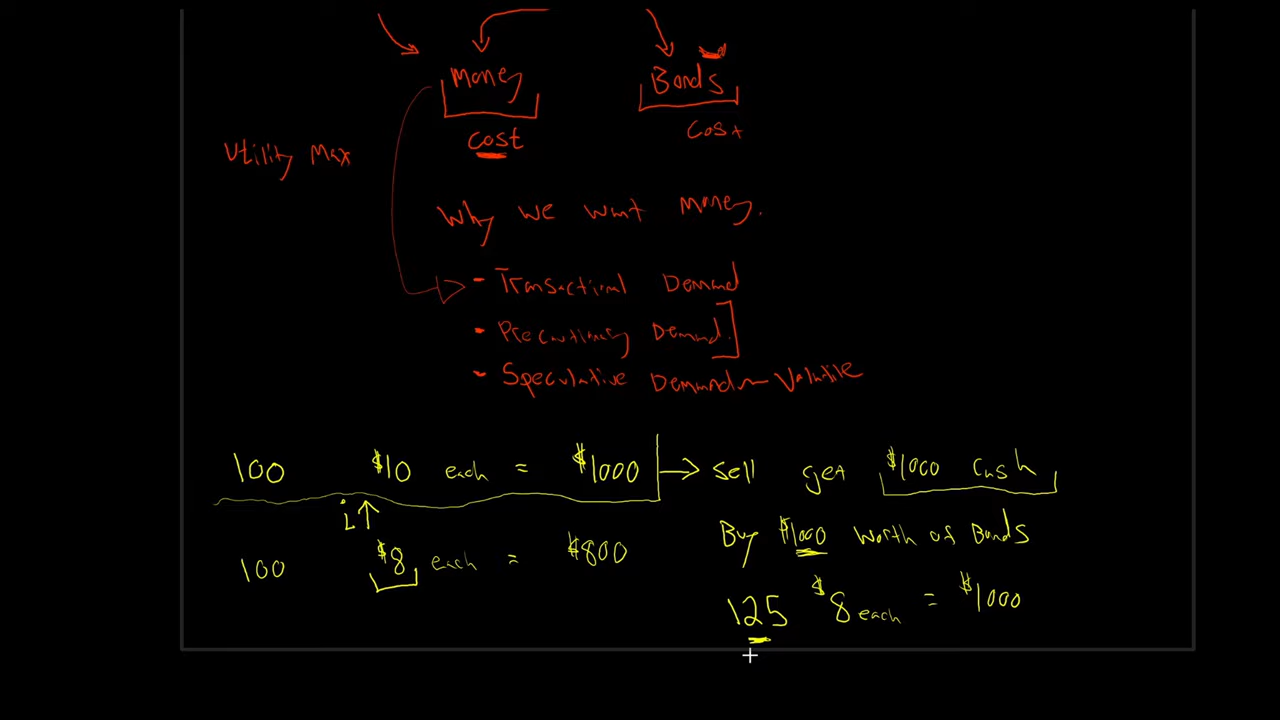 Money Bonds
cost cost
Utility Max
Why we want money.
- Transactional Demand
- Precautionary Demand
- Speculative Demand ~ Volatile
100 $10 each = $1000 → sell get $1000 cash
i ↑
Buy $1000 worth of Bonds
100 $8 each = $800
125 $8 each = $1000